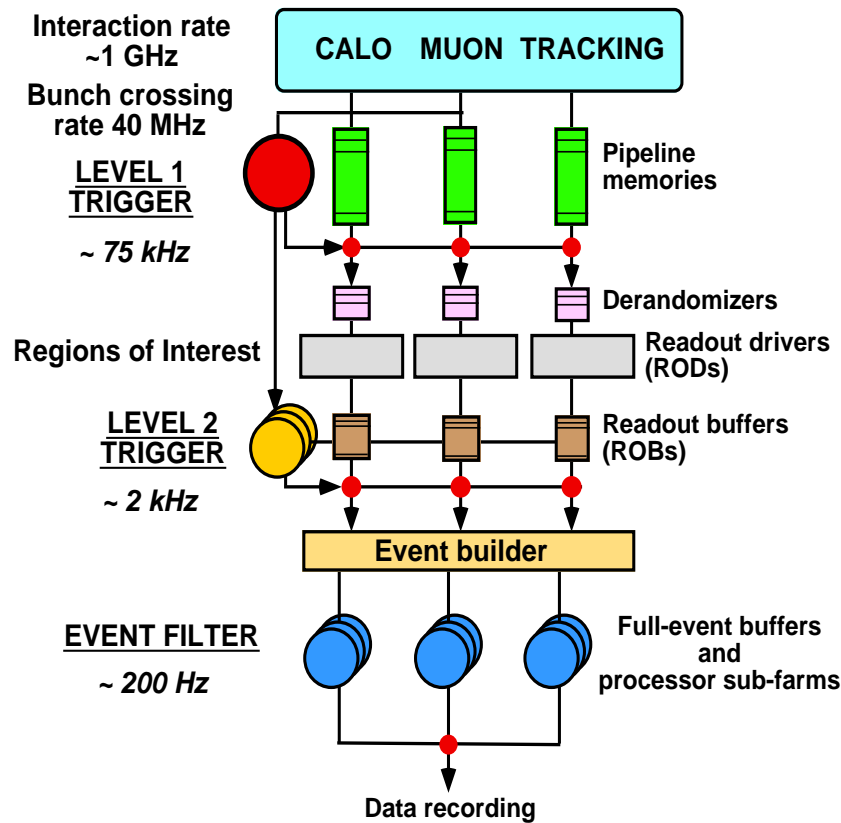 Interaction rate
~1 GHz
CALO MUON TRACKING
Bunch crossing
rate 40 MHz
LEVEL 1
TRIGGER
~ 75 kHz
Pipeline
memories
Derandomizers
Regions of Interest
Readout drivers
(RODs)
LEVEL 2
TRIGGER
~ 2 kHz
Readout buffers
(ROBs)
Event builder
EVENT FILTER
~ 200 Hz
Full-event buffers
and
processor sub-farms
Data recording